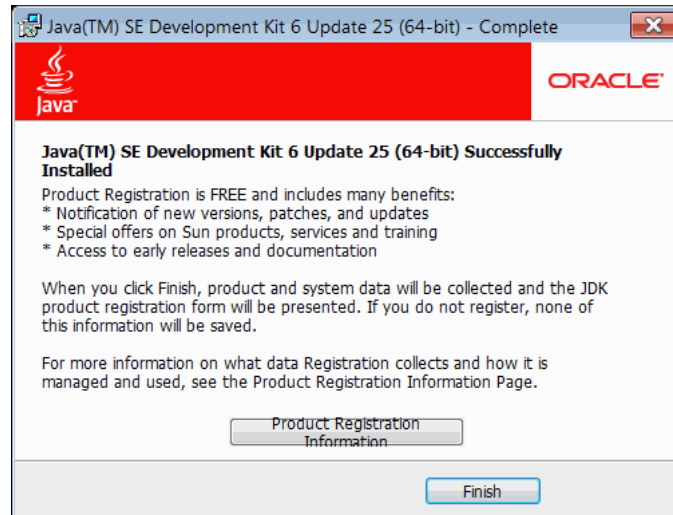 Java(TM) SE Development Kit 6 Update 25 (64-bit) - Complete
Java™
ORACLE®
Java(TM) SE Development Kit 6 Update 25 (64-bit) Successfully
Installed
Product Registration is FREE and includes many benefits:
* Notification of new versions, patches, and updates
* Special offers on Sun products, services and training
* Access to early releases and documentation
When you click Finish, product and system data will be collected and the JDK
product registration form will be presented. If you do not register, none of
this information will be saved.
For more information on what data Registration collects and how it is
managed and used, see the Product Registration Information Page.
Product Registration
Information
Finish